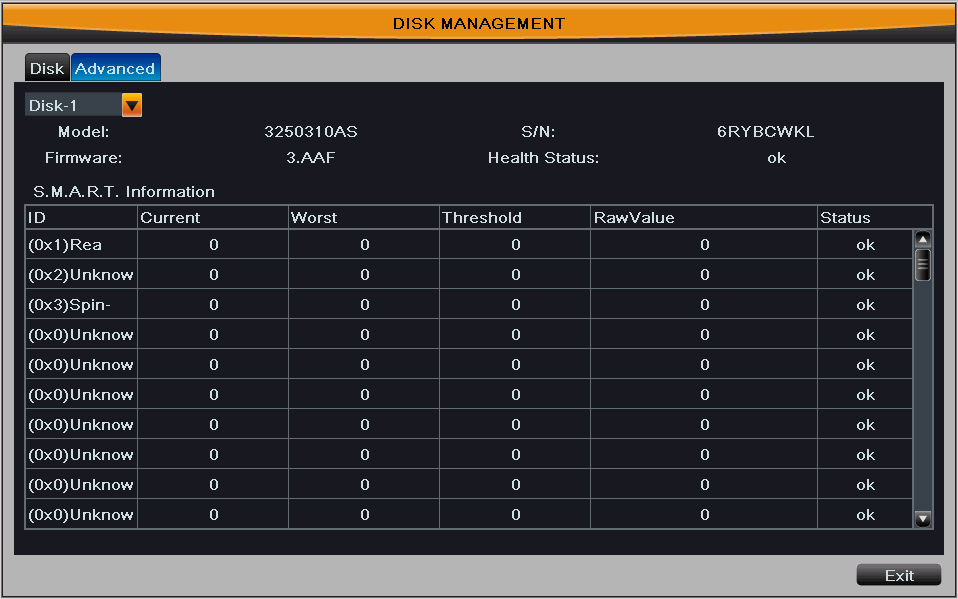 DISK MANAGEMENT
Disk Advanced
Disk-1
Model: 3250310AS S/N: 6RYBCWKL
Firmware: 3.AAF Health Status: ok
S.M.A.R.T. Information
ID Current Worst Threshold RawValue Status
(0x1)Rea 0 0 0 0 ok
(0x2)Unknow 0 0 0 0 ok
(0x3)Spin- 0 0 0 0 ok
(0x0)Unknow 0 0 0 0 ok
(0x0)Unknow 0 0 0 0 ok
(0x0)Unknow 0 0 0 0 ok
(0x0)Unknow 0 0 0 0 ok
(0x0)Unknow 0 0 0 0 ok
(0x0)Unknow 0 0 0 0 ok
(0x0)Unknow 0 0 0 0 ok
Exit